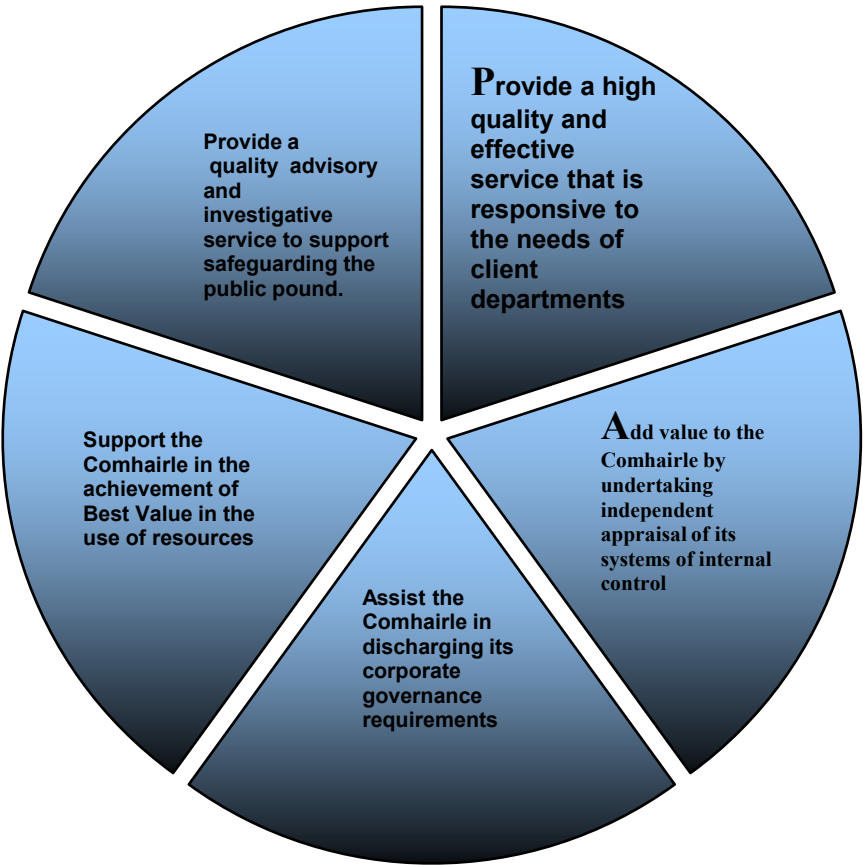 Provide a high
quality and
effective
service that is
responsive to
the needs of
client
departments
Add value to the
Comhairle by
undertaking
independent
appraisal of its
systems of internal
control
Assist the
Comhairle in
discharging its
corporate
governance
requirements
Support the
Comhairle in the
achievement of
Best Value in the
use of resources
Provide a
quality advisory
and
investigative
service to support
safeguarding the
public pound.